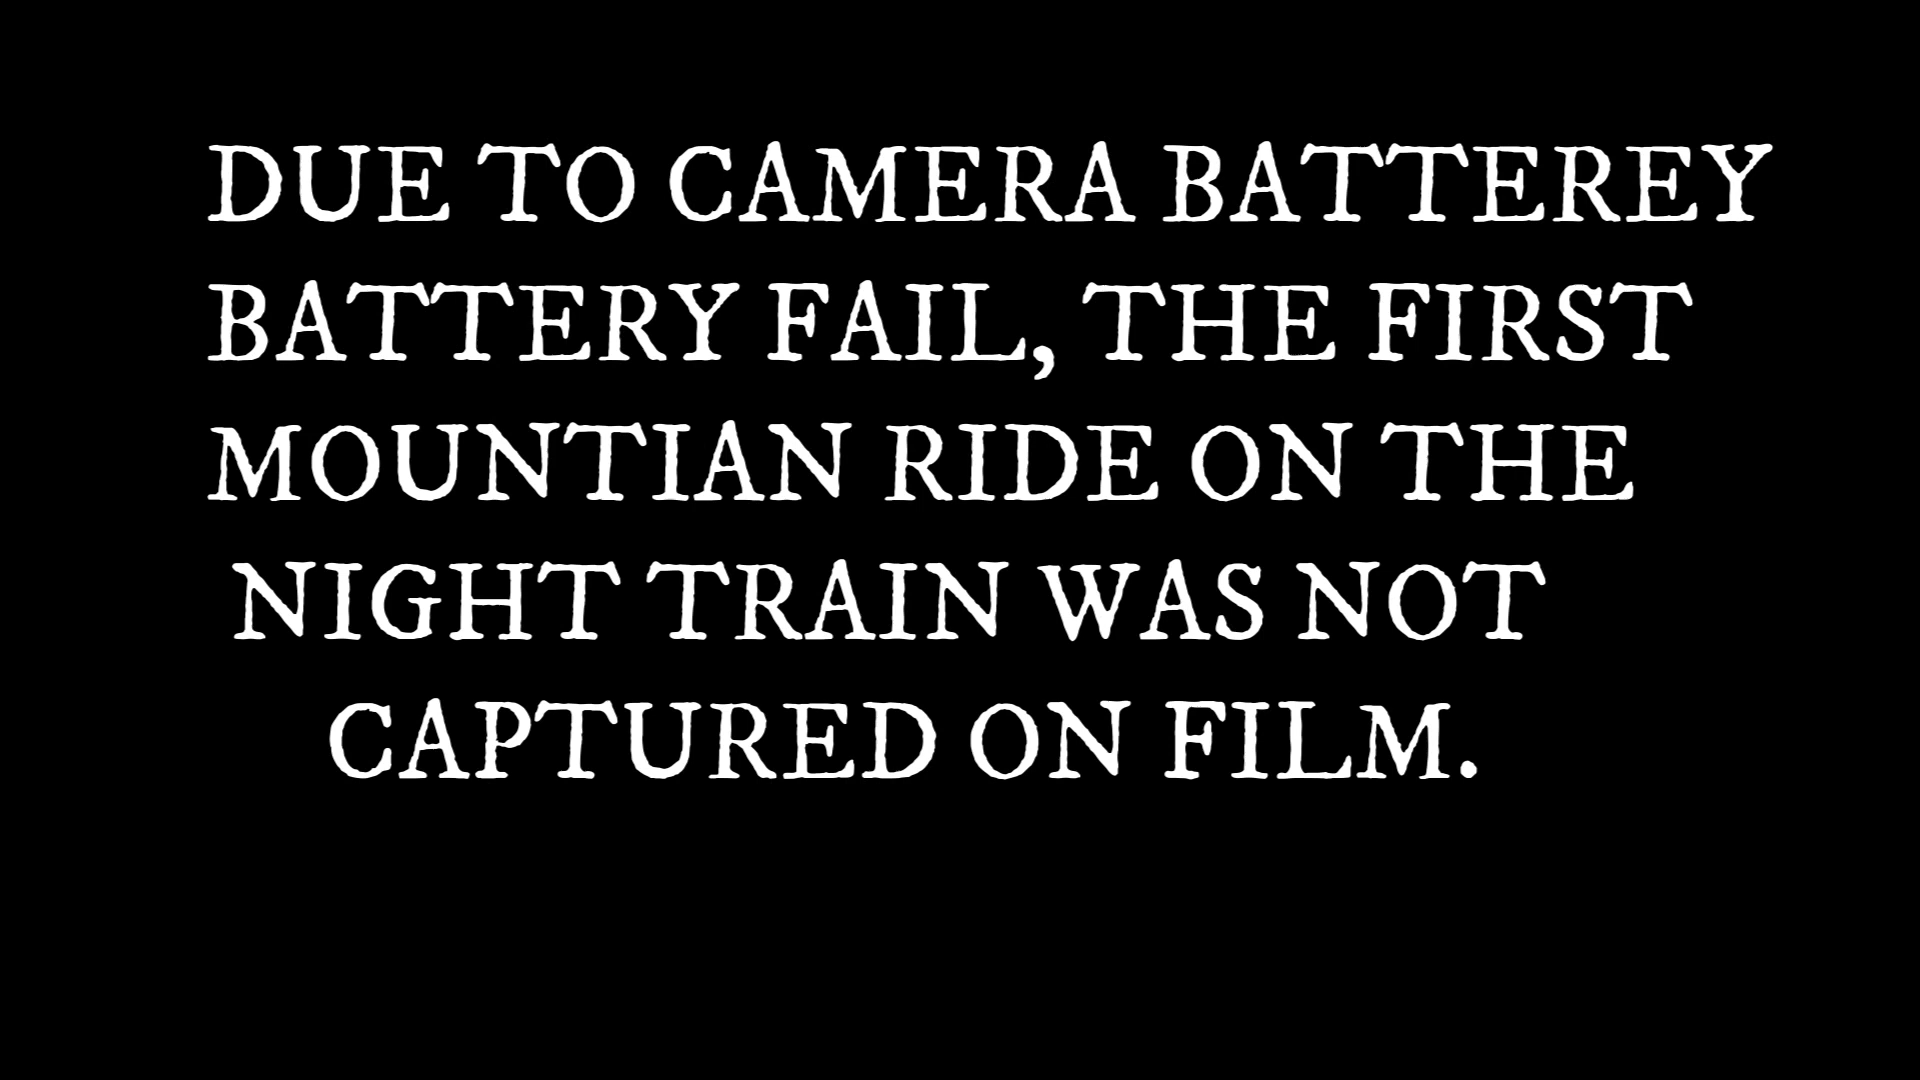 DUE TO CAMERA BATTEREY
BATTERY FAIL, THE FIRST
MOUNTIAN RIDE ON THE
NIGHT TRAIN WAS NOT
CAPTURED ON FILM.